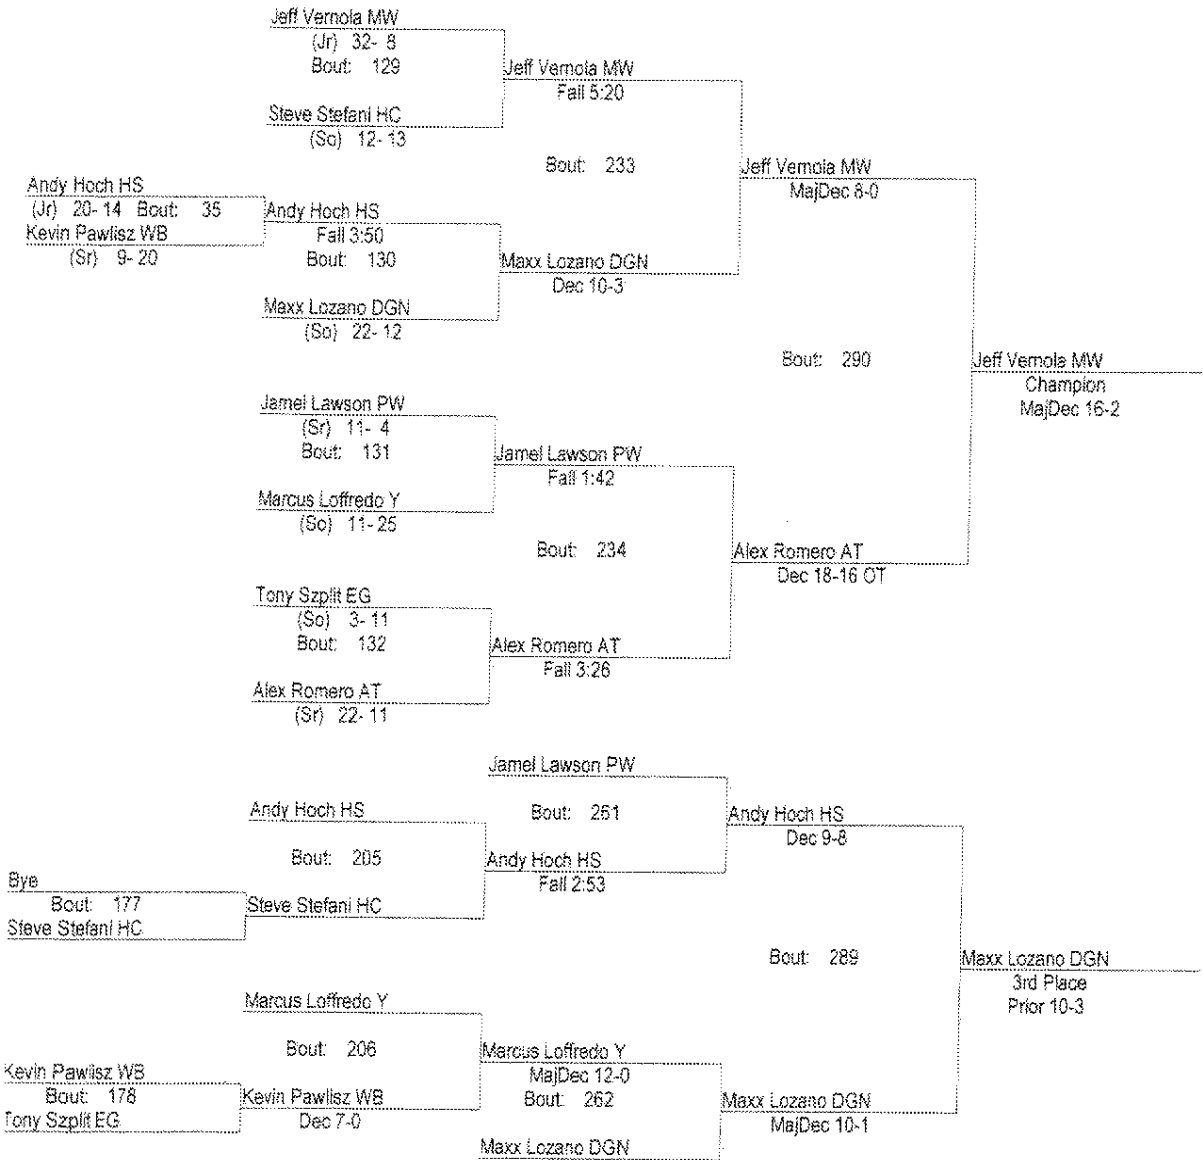 Jeff Vernola MW
(Jr) 32- 8
Bout: 129
Jeff Vernola MW
Fall 5:20
Steve Stefani HC
(So) 12- 13
Bout: 233
Jeff Vernola MW
MajDec 8-0
Andy Hoch HS
(Jr) 20- 14 Bout: 35
Andy Hoch HS
Kevin Pawlisz WB
Fall 3:50
(Sr) 9- 20
Bout: 130
Maxx Lozano DGN
Dec 10-3
Maxx Lozano DGN
(So) 22- 12
Bout: 290
Jeff Vernola MW
Champion
MajDec 16-2
Jamel Lawson PW
(Sr) 11- 4
Bout: 131
Jamel Lawson PW
Fall 1:42
Marcus Loffredo Y
(So) 11- 25
Bout: 234
Alex Romero AT
Dec 18-16 OT
Tony Szplit EG
(So) 3- 11
Bout: 132
Alex Romero AT
Fall 3:26
Alex Romero AT
(Sr) 22- 11
Jamel Lawson PW
Andy Hoch HS
Bout: 251
Andy Hoch HS
Dec 9-8
Bout: 205
Andy Hoch HS
Fall 2:53
Bye
Bout: 177
Steve Stefani HC
Steve Stefani HC
Bout: 289
Maxx Lozano DGN
3rd Place
Prior 10-3
Marcus Loffredo Y
Bout: 206
Marcus Loffredo Y
MajDec 12-0
Kevin Pawlisz WB
Bout: 178
Kevin Pawlisz WB
Bout: 262
Maxx Lozano DGN
Tony Szplit EG
Dec 7-0
MajDec 10-1
Maxx Lozano DGN